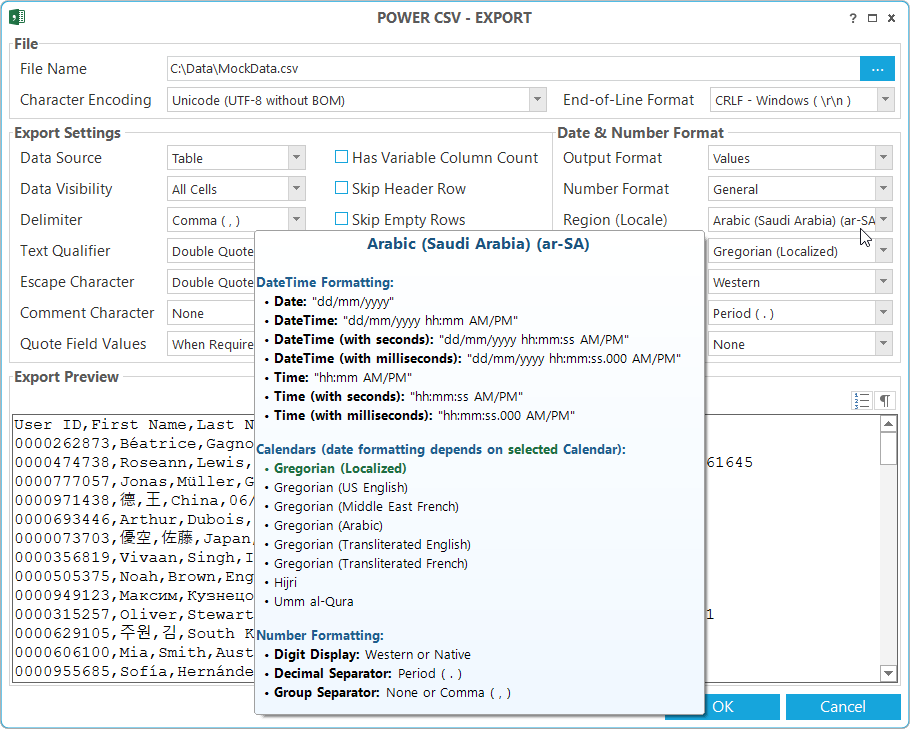 POWER CSV - EXPORT
?
File
File Name C:\Data\MockData.csv ...
Character Encoding Unicode (UTF-8 without BOM) End-of-Line Format CRLF - Windows ( \r\n )
Export Settings Date & Number Format
Data Source Table Has Variable Column Count Output Format Values
Data Visibility All Cells Skip Header Row Number Format General
Delimiter Comma ( , ) Skip Empty Rows Region (Locale) Arabic (Saudi Arabia) (ar-SA
Text Qualifier Double Quote Gregorian (Localized)
Escape Character Double Quote Western
Comment Character None Period ( . )
Quote Field Values When Require None
Arabic (Saudi Arabia) (ar-SA)
DateTime Formatting:
• Date: "dd/mm/yyyy"
• DateTime: "dd/mm/yyyy hh:mm AM/PM"
• DateTime (with seconds): "dd/mm/yyyy hh:mm:ss AM/PM"
• DateTime (with milliseconds): "dd/mm/yyyy hh:mm:ss.000 AM/PM"
• Time: "hh:mm AM/PM"
• Time (with seconds): "hh:mm:ss AM/PM"
• Time (with milliseconds): "hh:mm:ss.000 AM/PM"
Calendars (date formatting depends on selected Calendar):
• Gregorian (Localized)
• Gregorian (US English)
• Gregorian (Middle East French)
• Gregorian (Arabic)
• Gregorian (Transliterated English)
• Gregorian (Transliterated French)
• Hijri
• Umm al-Qura
Number Formatting:
• Digit Display: Western or Native
• Decimal Separator: Period ( . )
• Group Separator: None or Comma ( , )
Export Preview
¶
User ID,First Name,Last N
0000262873,Béatrice,Gagno
0000474738,Roseann,Lewis, 61645
0000777057,Jonas,Müller,G
0000971438,德,王,China,06/
0000693446,Arthur,Dubois,
0000073703,優空,佐藤,Japan,
0000356819,Vivaan,Singh,I
0000505375,Noah,Brown,Eng
0000949123,Максим,Кузнецо
0000315257,Oliver,Stewart 1
0000629105,주원,김,South K
0000606100,Mia,Smith,Aust
0000955685,Sofía,Hernánde
OK Cancel